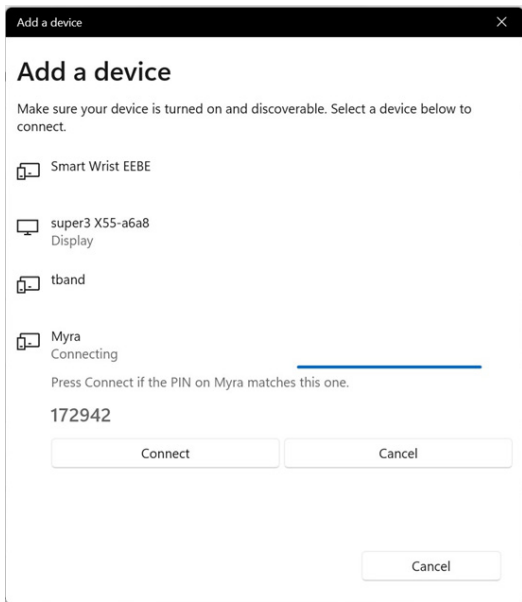 Add a device
Add a device
Make sure your device is turned on and discoverable. Select a device below to
connect.
Smart Wrist EEBE
super3 X55-a6a8
Display
tband
Myra
Connecting
Press Connect if the PIN on Myra matches this one.
172942
Connect
Cancel
Cancel